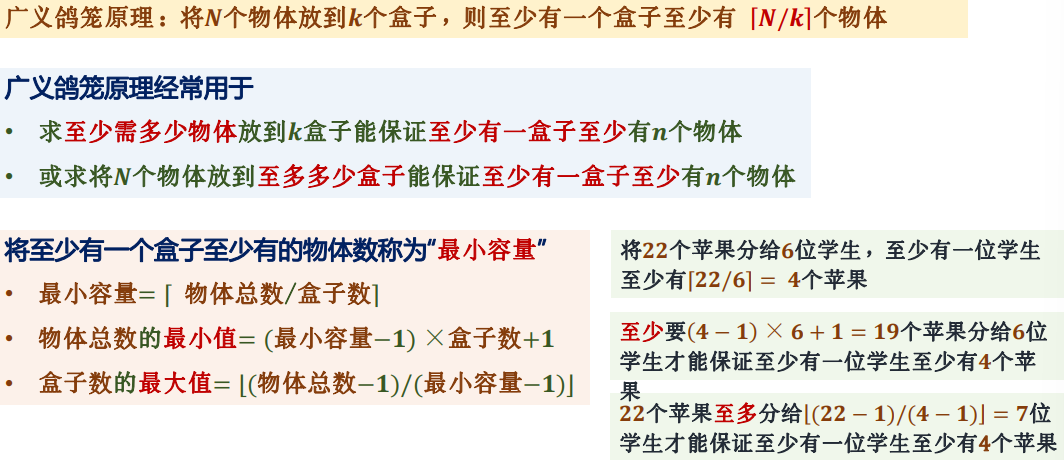 广义鸽笼原理：将N个物体放到k个盒子，则至少有一个盒子至少有 ⌈N/k⌉个物体
广义鸽笼原理经常用于
• 求至少需多少物体放到k盒子能保证至少有一盒子至少有n个物体
• 或求将N个物体放到至多多少盒子能保证至少有一盒子至少有n个物体
将至少有一个盒子至少有的物体数称为“最小容量”
• 最小容量=⌈ 物体总数/盒子数⌉
• 物体总数的最小值= (最小容量−1) ×盒子数+1
• 盒子数的最大值= ⌊(物体总数−1)/(最小容量−1)⌋
将22个苹果分给6位学生，至少有一位学生
至少有⌈22/6⌉ = 4个苹果
至少要(4 − 1) × 6 + 1 = 19个苹果分给6位
学生才能保证至少有一位学生至少有4个苹
果
22个苹果至多分给⌊(22 − 1)/(4 − 1)⌋ = 7位
学生才能保证至少有一位学生至少有4个苹果